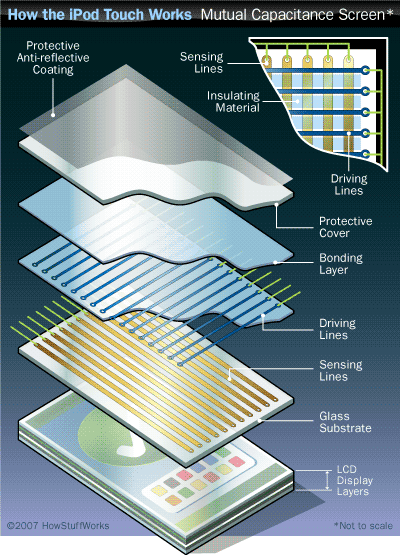 How the iPod Touch Works Mutual Capacitance Screen*
Protective
Anti-reflective
Coating
Sensing
Lines
Insulating
Material
Driving
Lines
Protective
Cover
Bonding
Layer
Driving
Lines
Sensing
Lines
Glass
Substrate
LCD
Display
Layers
©2007 HowStuffWorks
*Not to scale